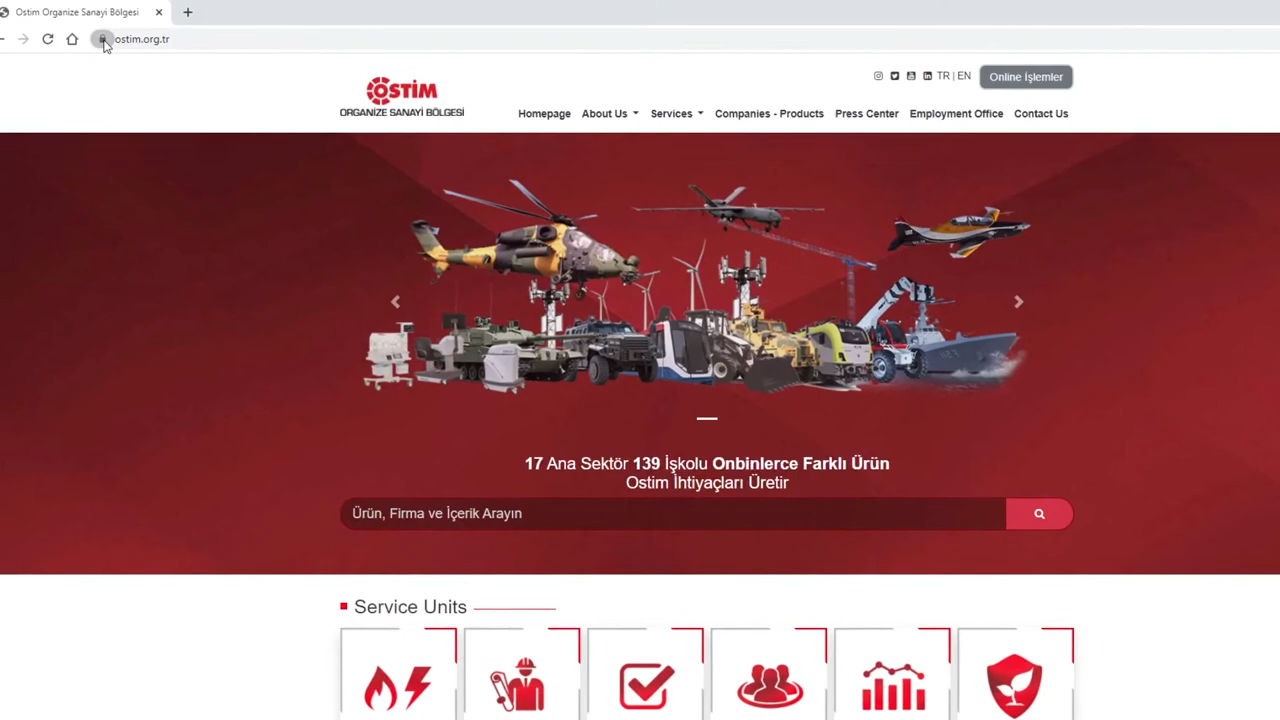 Ostim Organize Sanayi Bölgesi
ostim.org.tr
OSTİM
ORGANİZE SANAYİ BÖLGESİ
TR | EN
Online İşlemler
Homepage About Us Services Companies - Products Press Center Employment Office Contact Us
17 Ana Sektör 139 İşkolu Onbinlerce Farklı Ürün
Ostim İhtiyaçları Üretir
Ürün, Firma ve İçerik Arayın
Service Units